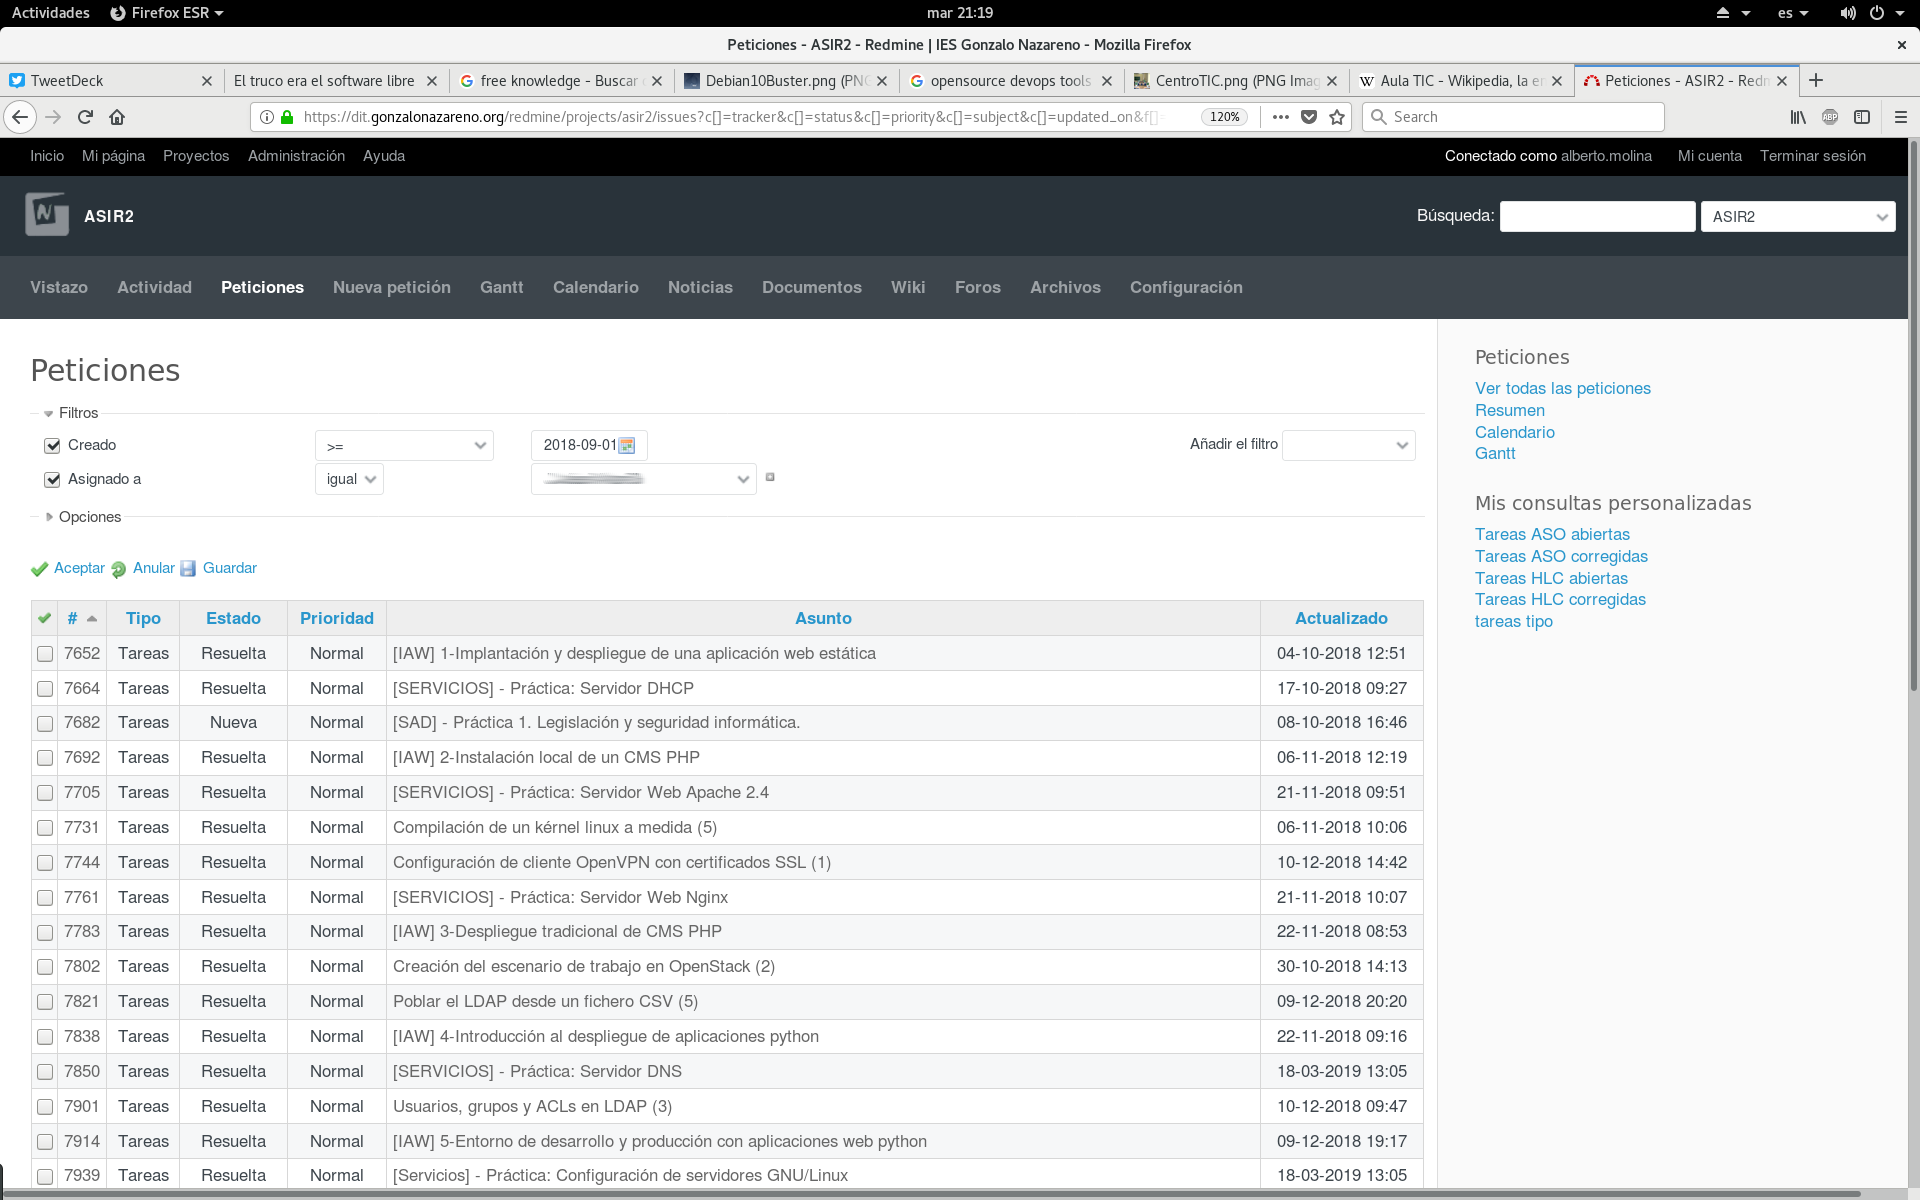 Actividades Firefox ESR mar 21:19 es
Peticiones - ASIR2 - Redmine | IES Gonzalo Nazareno - Mozilla Firefox
TweetDeck El truco era el software libre free knowledge - Buscar Debian10Buster.png (PNG opensource devops tools CentroTIC.png (PNG Imag Aula TIC - Wikipedia, la en Peticiones - ASIR2 - Redm
https://dit.gonzalonazareno.org/redmine/projects/asir2/issues?c[]=tracker&c[]=status&c[]=priority&c[]=subject&c[]=updated_on&f[]= 120% Search
Inicio Mi página Proyectos Administración Ayuda Conectado como alberto.molina Mi cuenta Terminar sesión
ASIR2 Búsqueda: ASIR2
Vistazo Actividad Peticiones Nueva petición Gantt Calendario Noticias Documentos Wiki Foros Archivos Configuración
Peticiones
Filtros
Creado >= 2018-09-01 Añadir el filtro
Asignado a igual
Opciones
Aceptar Anular Guardar
# Tipo Estado Prioridad Asunto Actualizado
7652 Tareas Resuelta Normal [IAW] 1-Implantación y despliegue de una aplicación web estática 04-10-2018 12:51
7664 Tareas Resuelta Normal [SERVICIOS] - Práctica: Servidor DHCP 17-10-2018 09:27
7682 Tareas Nueva Normal [SAD] - Práctica 1. Legislación y seguridad informática. 08-10-2018 16:46
7692 Tareas Resuelta Normal [IAW] 2-Instalación local de un CMS PHP 06-11-2018 12:19
7705 Tareas Resuelta Normal [SERVICIOS] - Práctica: Servidor Web Apache 2.4 21-11-2018 09:51
7731 Tareas Resuelta Normal Compilación de un kérnel linux a medida (5) 06-11-2018 10:06
7744 Tareas Resuelta Normal Configuración de cliente OpenVPN con certificados SSL (1) 10-12-2018 14:42
7761 Tareas Resuelta Normal [SERVICIOS] - Práctica: Servidor Web Nginx 21-11-2018 10:07
7783 Tareas Resuelta Normal [IAW] 3-Despliegue tradicional de CMS PHP 22-11-2018 08:53
7802 Tareas Resuelta Normal Creación del escenario de trabajo en OpenStack (2) 30-10-2018 14:13
7821 Tareas Resuelta Normal Poblar el LDAP desde un fichero CSV (5) 09-12-2018 20:20
7838 Tareas Resuelta Normal [IAW] 4-Introducción al despliegue de aplicaciones python 22-11-2018 09:16
7850 Tareas Resuelta Normal [SERVICIOS] - Práctica: Servidor DNS 18-03-2019 13:05
7901 Tareas Resuelta Normal Usuarios, grupos y ACLs en LDAP (3) 10-12-2018 09:47
7914 Tareas Resuelta Normal [IAW] 5-Entorno de desarrollo y producción con aplicaciones web python 09-12-2018 19:17
7939 Tareas Resuelta Normal [Servicios] - Práctica: Configuración de servidores GNU/Linux 18-03-2019 13:05
Peticiones
Ver todas las peticiones
Resumen
Calendario
Gantt
Mis consultas personalizadas
Tareas ASO abiertas
Tareas ASO corregidas
Tareas HLC abiertas
Tareas HLC corregidas
tareas tipo